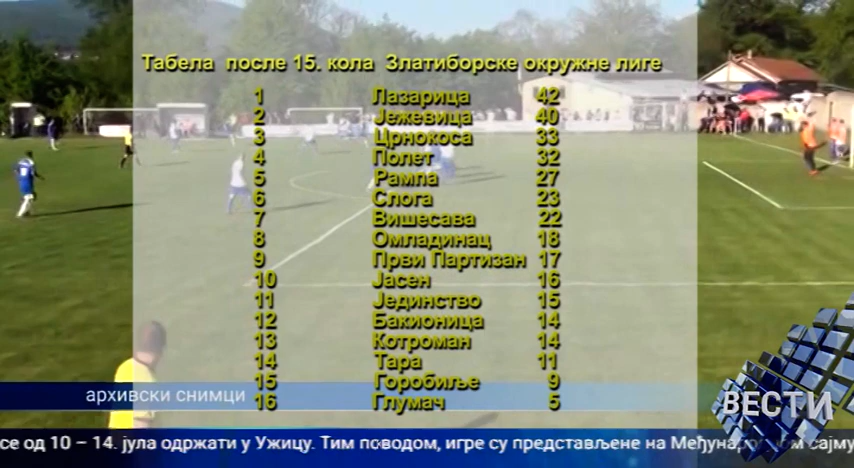 Табела после 15. кола Златиборске окружне лиге
1 Лазарица 42
2 Јежевица 40
3 Црнокоса 33
4 Полет 32
5 Рампа 27
6 Слога 23
7 Вишесава 22
8 Омладинац 18
9 Први Партизан 17
10 Јасен 16
11 Јединство 15
12 Бакионица 14
13 Котроман 14
14 Тара 11
15 Горобиље 9
16 Глумач 5
архивски снимци
ВЕСТИ
се од 10 – 14. јула одржати у Ужицу. Тим поводом, игре су представљене на сајму